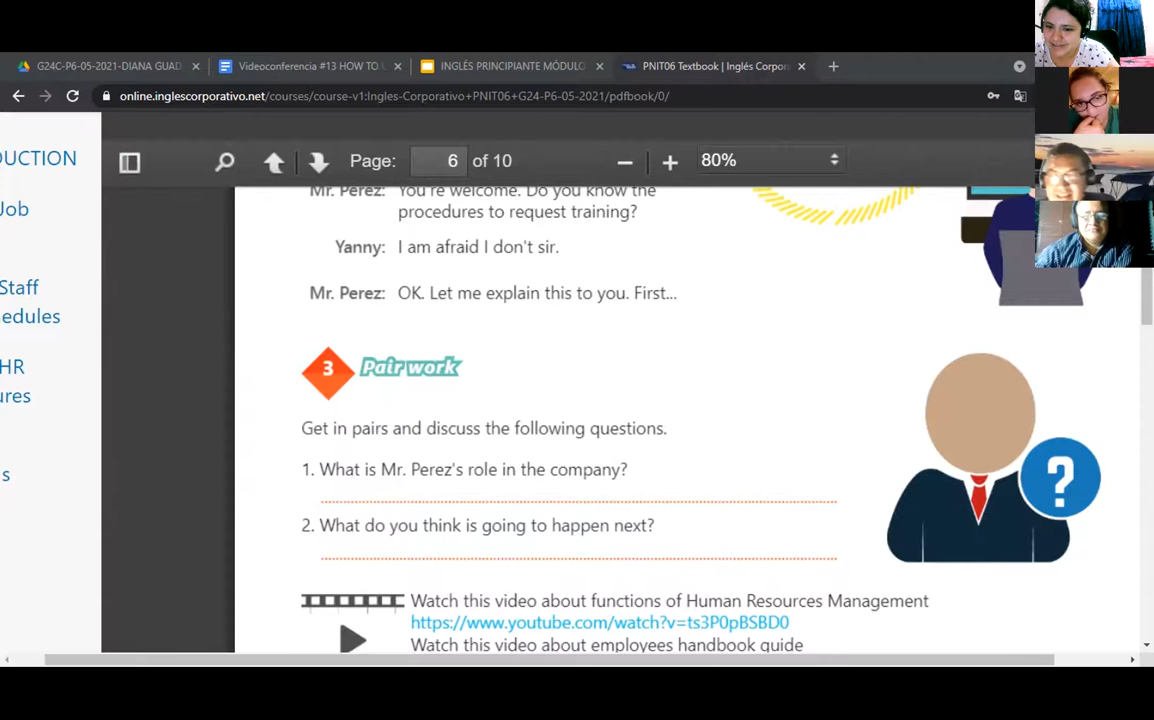 G24C-P6-05-2021-DIANA GUAD
Videoconferencia #13 HOW TO
INGLÉS PRINCIPIANTE MÓDULO
PNIT06 Textbook | Inglés Corpor
online.inglescorporativo.net/courses/course-v1:Ingles-Corporativo+PNIT06+G24-P6-05-2021/pdfbook/0/
Page: 6 of 10
80%
DUCTION
Job
Staff
edules
HR
ures
s
Mr. Perez: You're welcome. Do you know the
procedures to request training?
Yanny: I am afraid I don't sir.
Mr. Perez: OK. Let me explain this to you. First...
3 Pair work
Get in pairs and discuss the following questions.
1. What is Mr. Perez's role in the company?
2. What do you think is going to happen next?
?
Watch this video about functions of Human Resources Management
https://www.youtube.com/watch?v=ts3P0pBSBD0
Watch this video about employees handbook guide